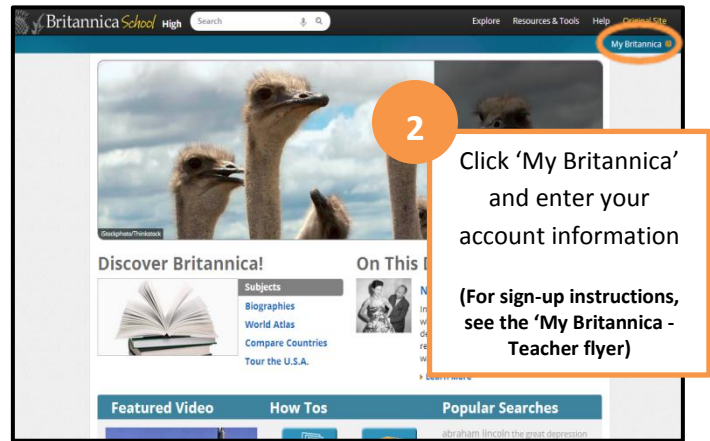 Britannica School High Search Explore Resources & Tools Help Original Site
My Britannica
iStockphoto/Thinkstock
2
Click ‘My Britannica’
and enter your
account information
(For sign-up instructions,
see the ‘My Britannica -
Teacher flyer)
Discover Britannica!
Subjects
Biographies
World Atlas
Compare Countries
Tour the U.S.A.
On This
Learn More
Featured Video How Tos Popular Searches
abraham lincoln the great depression